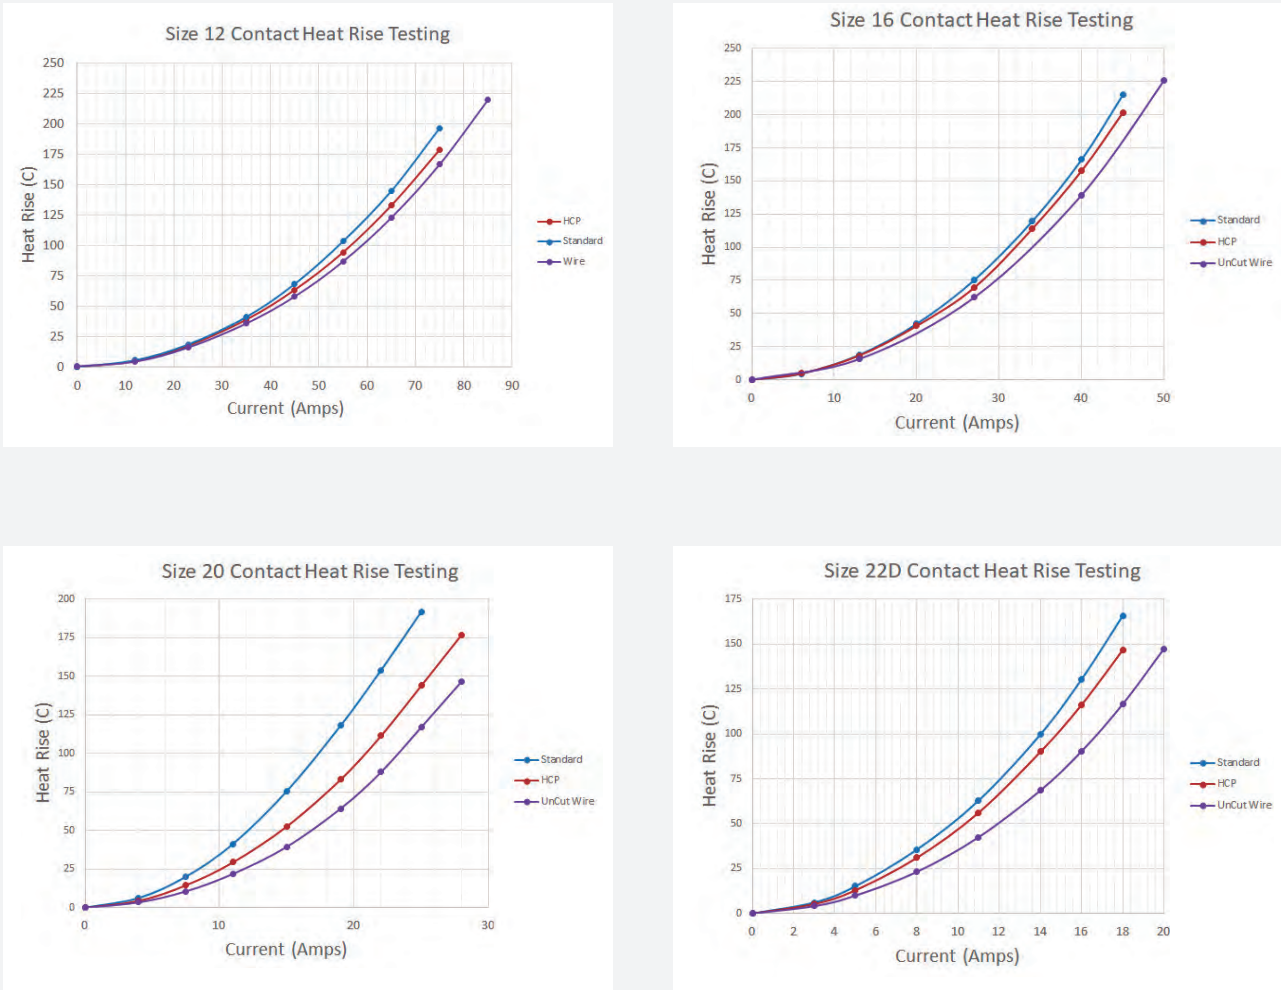 Size 12 Contact Heat Rise Testing
250
225
200
175
150
125
100
75
50
25
0
0 10 20 30 40 50 60 70 80 90
Heat Rise (C)
Current (Amps)
HCP
Standard
Wire
Size 16 Contact Heat Rise Testing
250
225
200
175
150
125
100
75
50
25
0
0 10 20 30 40 50
Heat Rise (C)
Current (Amps)
Standard
HCP
UnCut Wire
Size 20 Contact Heat Rise Testing
200
175
150
125
100
75
50
25
0
0 10 20 30
Heat Rise (C)
Current (Amps)
Standard
HCP
UnCut Wire
Size 22D Contact Heat Rise Testing
175
150
125
100
75
50
25
0
0 2 4 6 8 10 12 14 16 18 20
Heat Rise (C)
Current (Amps)
Standard
HCP
UnCut Wire